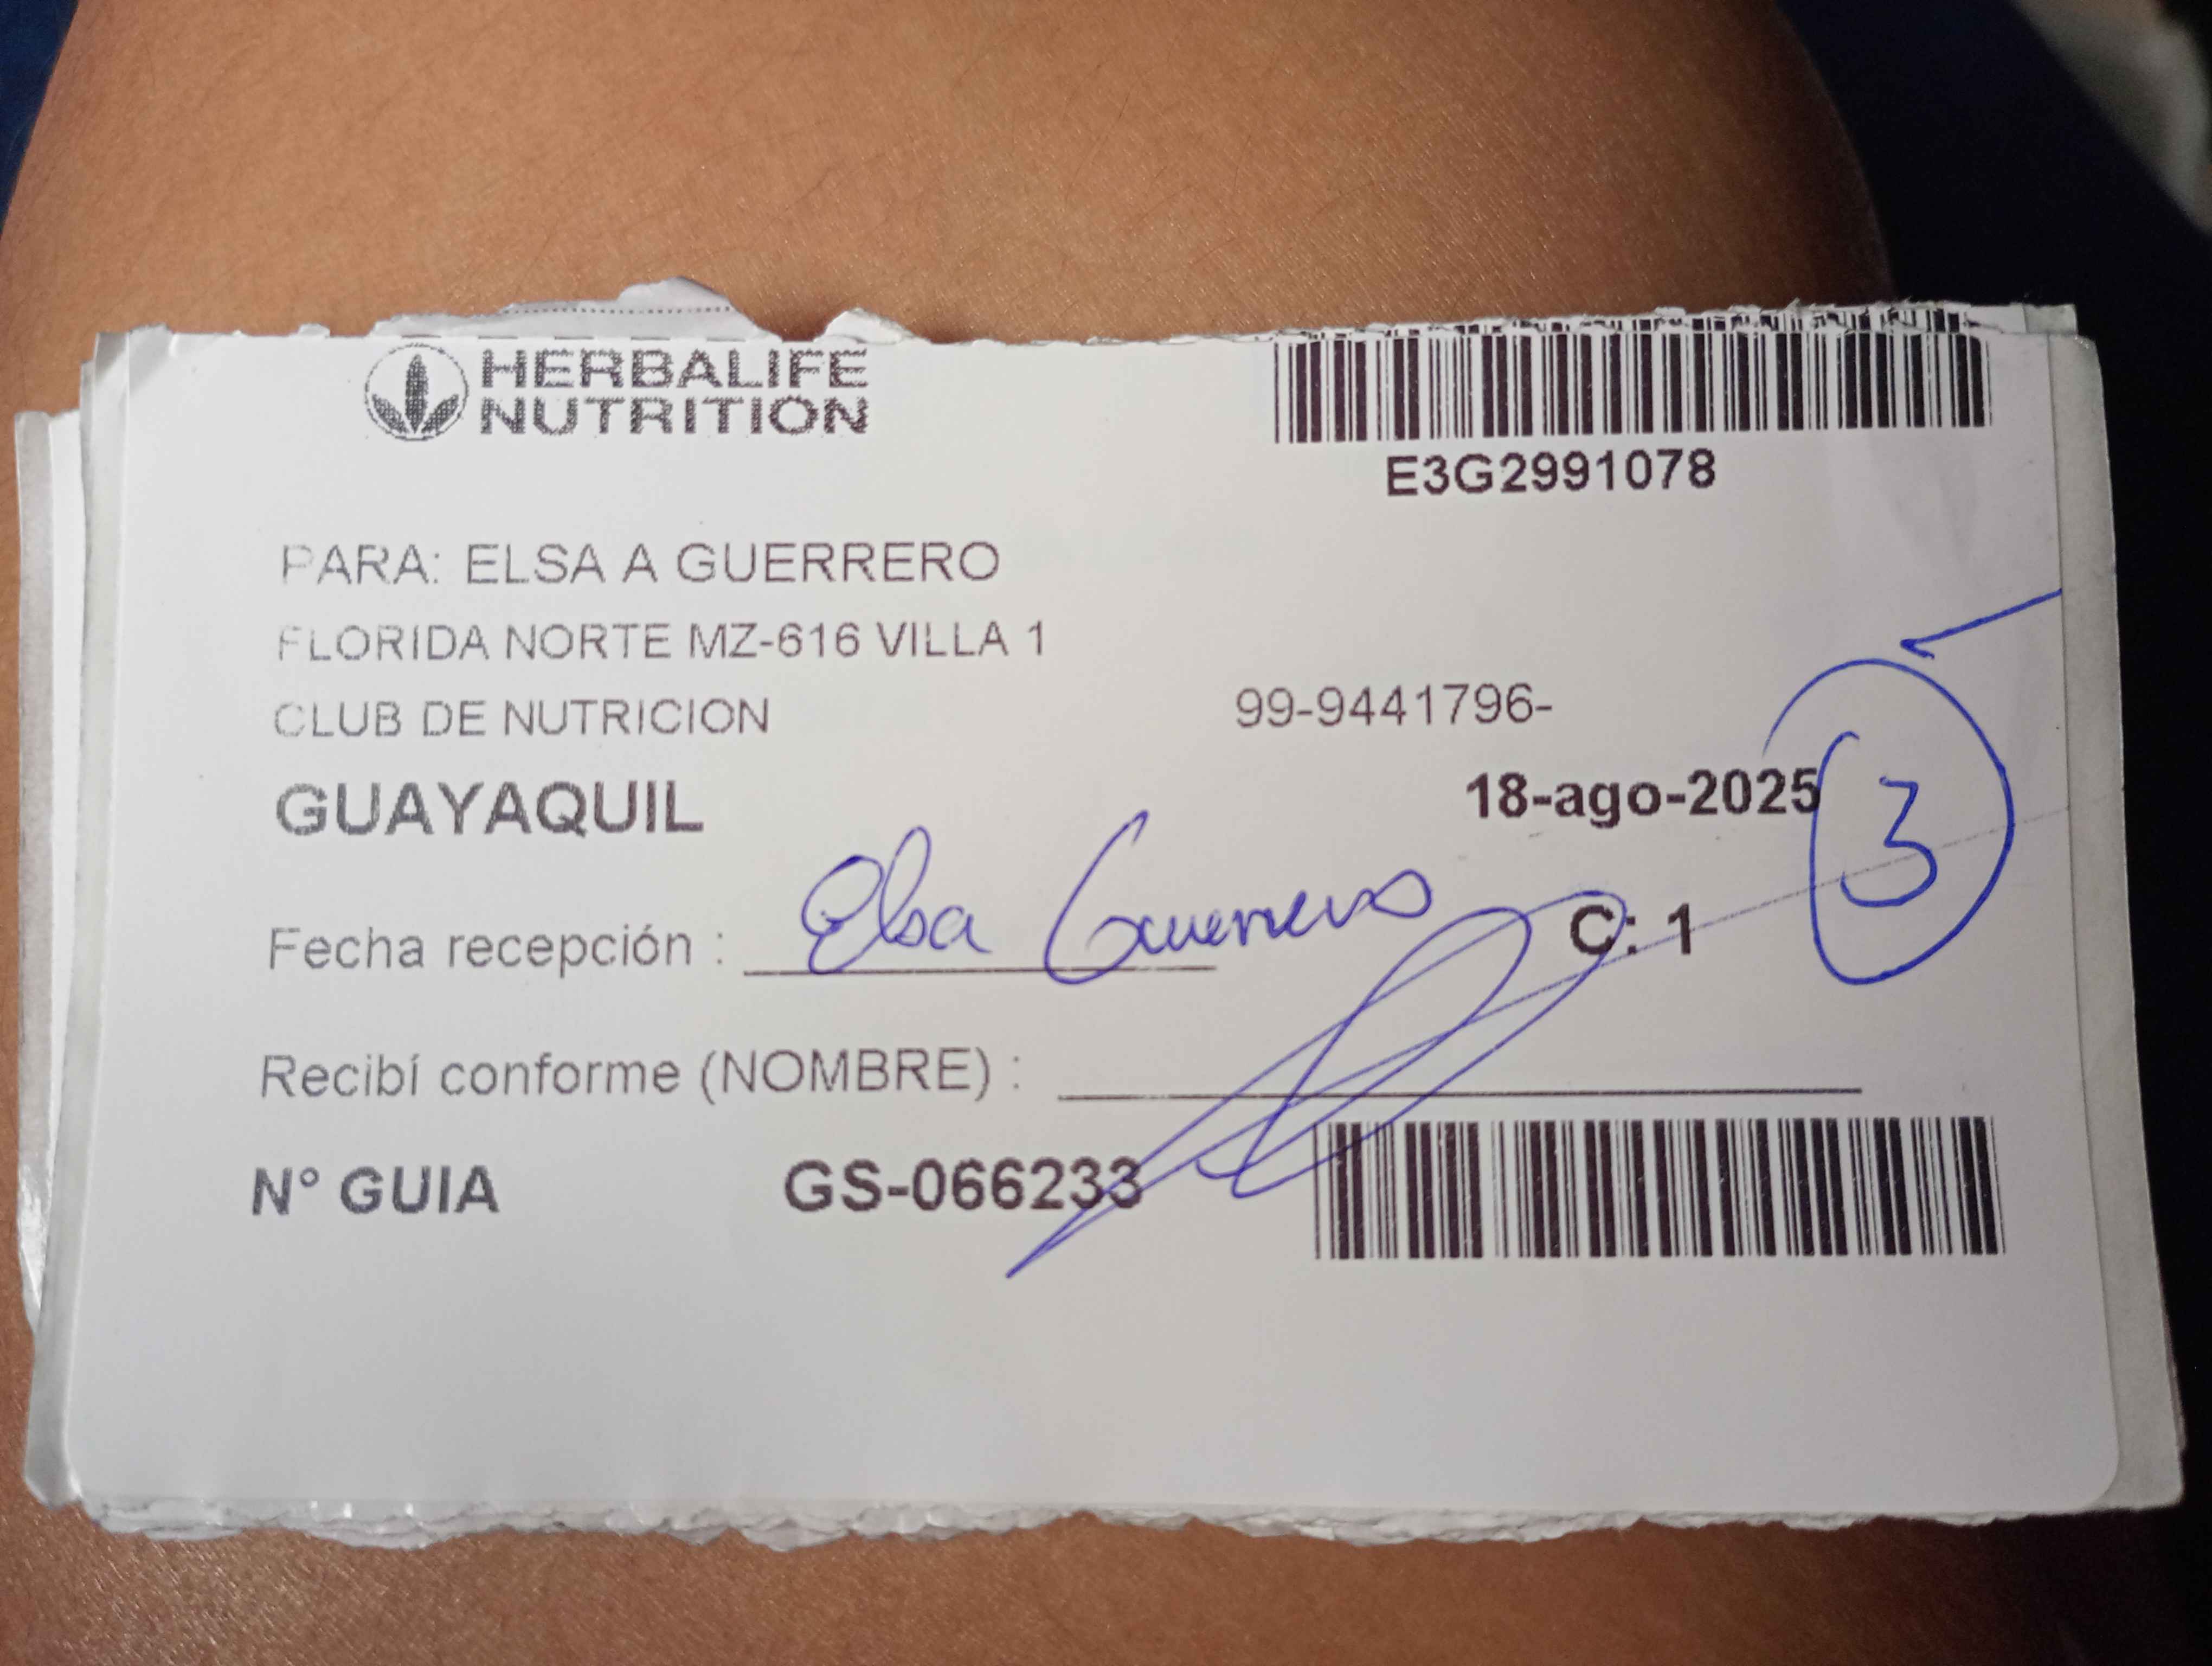 HERBALIFE
NUTRITION
E3G2991078
PARA: ELSA A GUERRERO
FLORIDA NORTE MZ-616 VILLA 1
CLUB DE NUTRICION 99-9441796-
GUAYAQUIL 18-ago-2025
3
Fecha recepción : Elsa Guerrero C: 1
Recibí conforme (NOMBRE) :
N° GUIA GS-066233